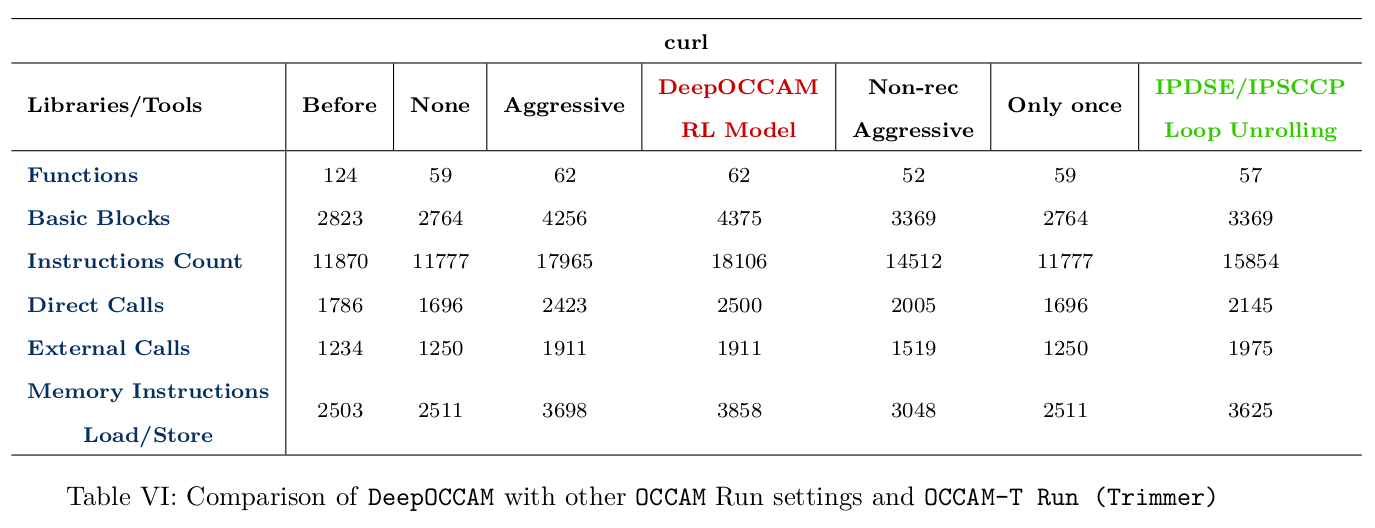 curl
Libraries/Tools Before None Aggressive DeepOCCAM RL Model Non-rec Aggressive Only once IPDSE/IPSCCP Loop Unrolling
Functions 124 59 62 62 52 59 57
Basic Blocks 2823 2764 4256 4375 3369 2764 3369
Instructions Count 11870 11777 17965 18106 14512 11777 15854
Direct Calls 1786 1696 2423 2500 2005 1696 2145
External Calls 1234 1250 1911 1911 1519 1250 1975
Memory Instructions Load/Store 2503 2511 3698 3858 3048 2511 3625
Table VI: Comparison of DeepOCCAM with other OCCAM Run settings and OCCAM-T Run (Trimmer)